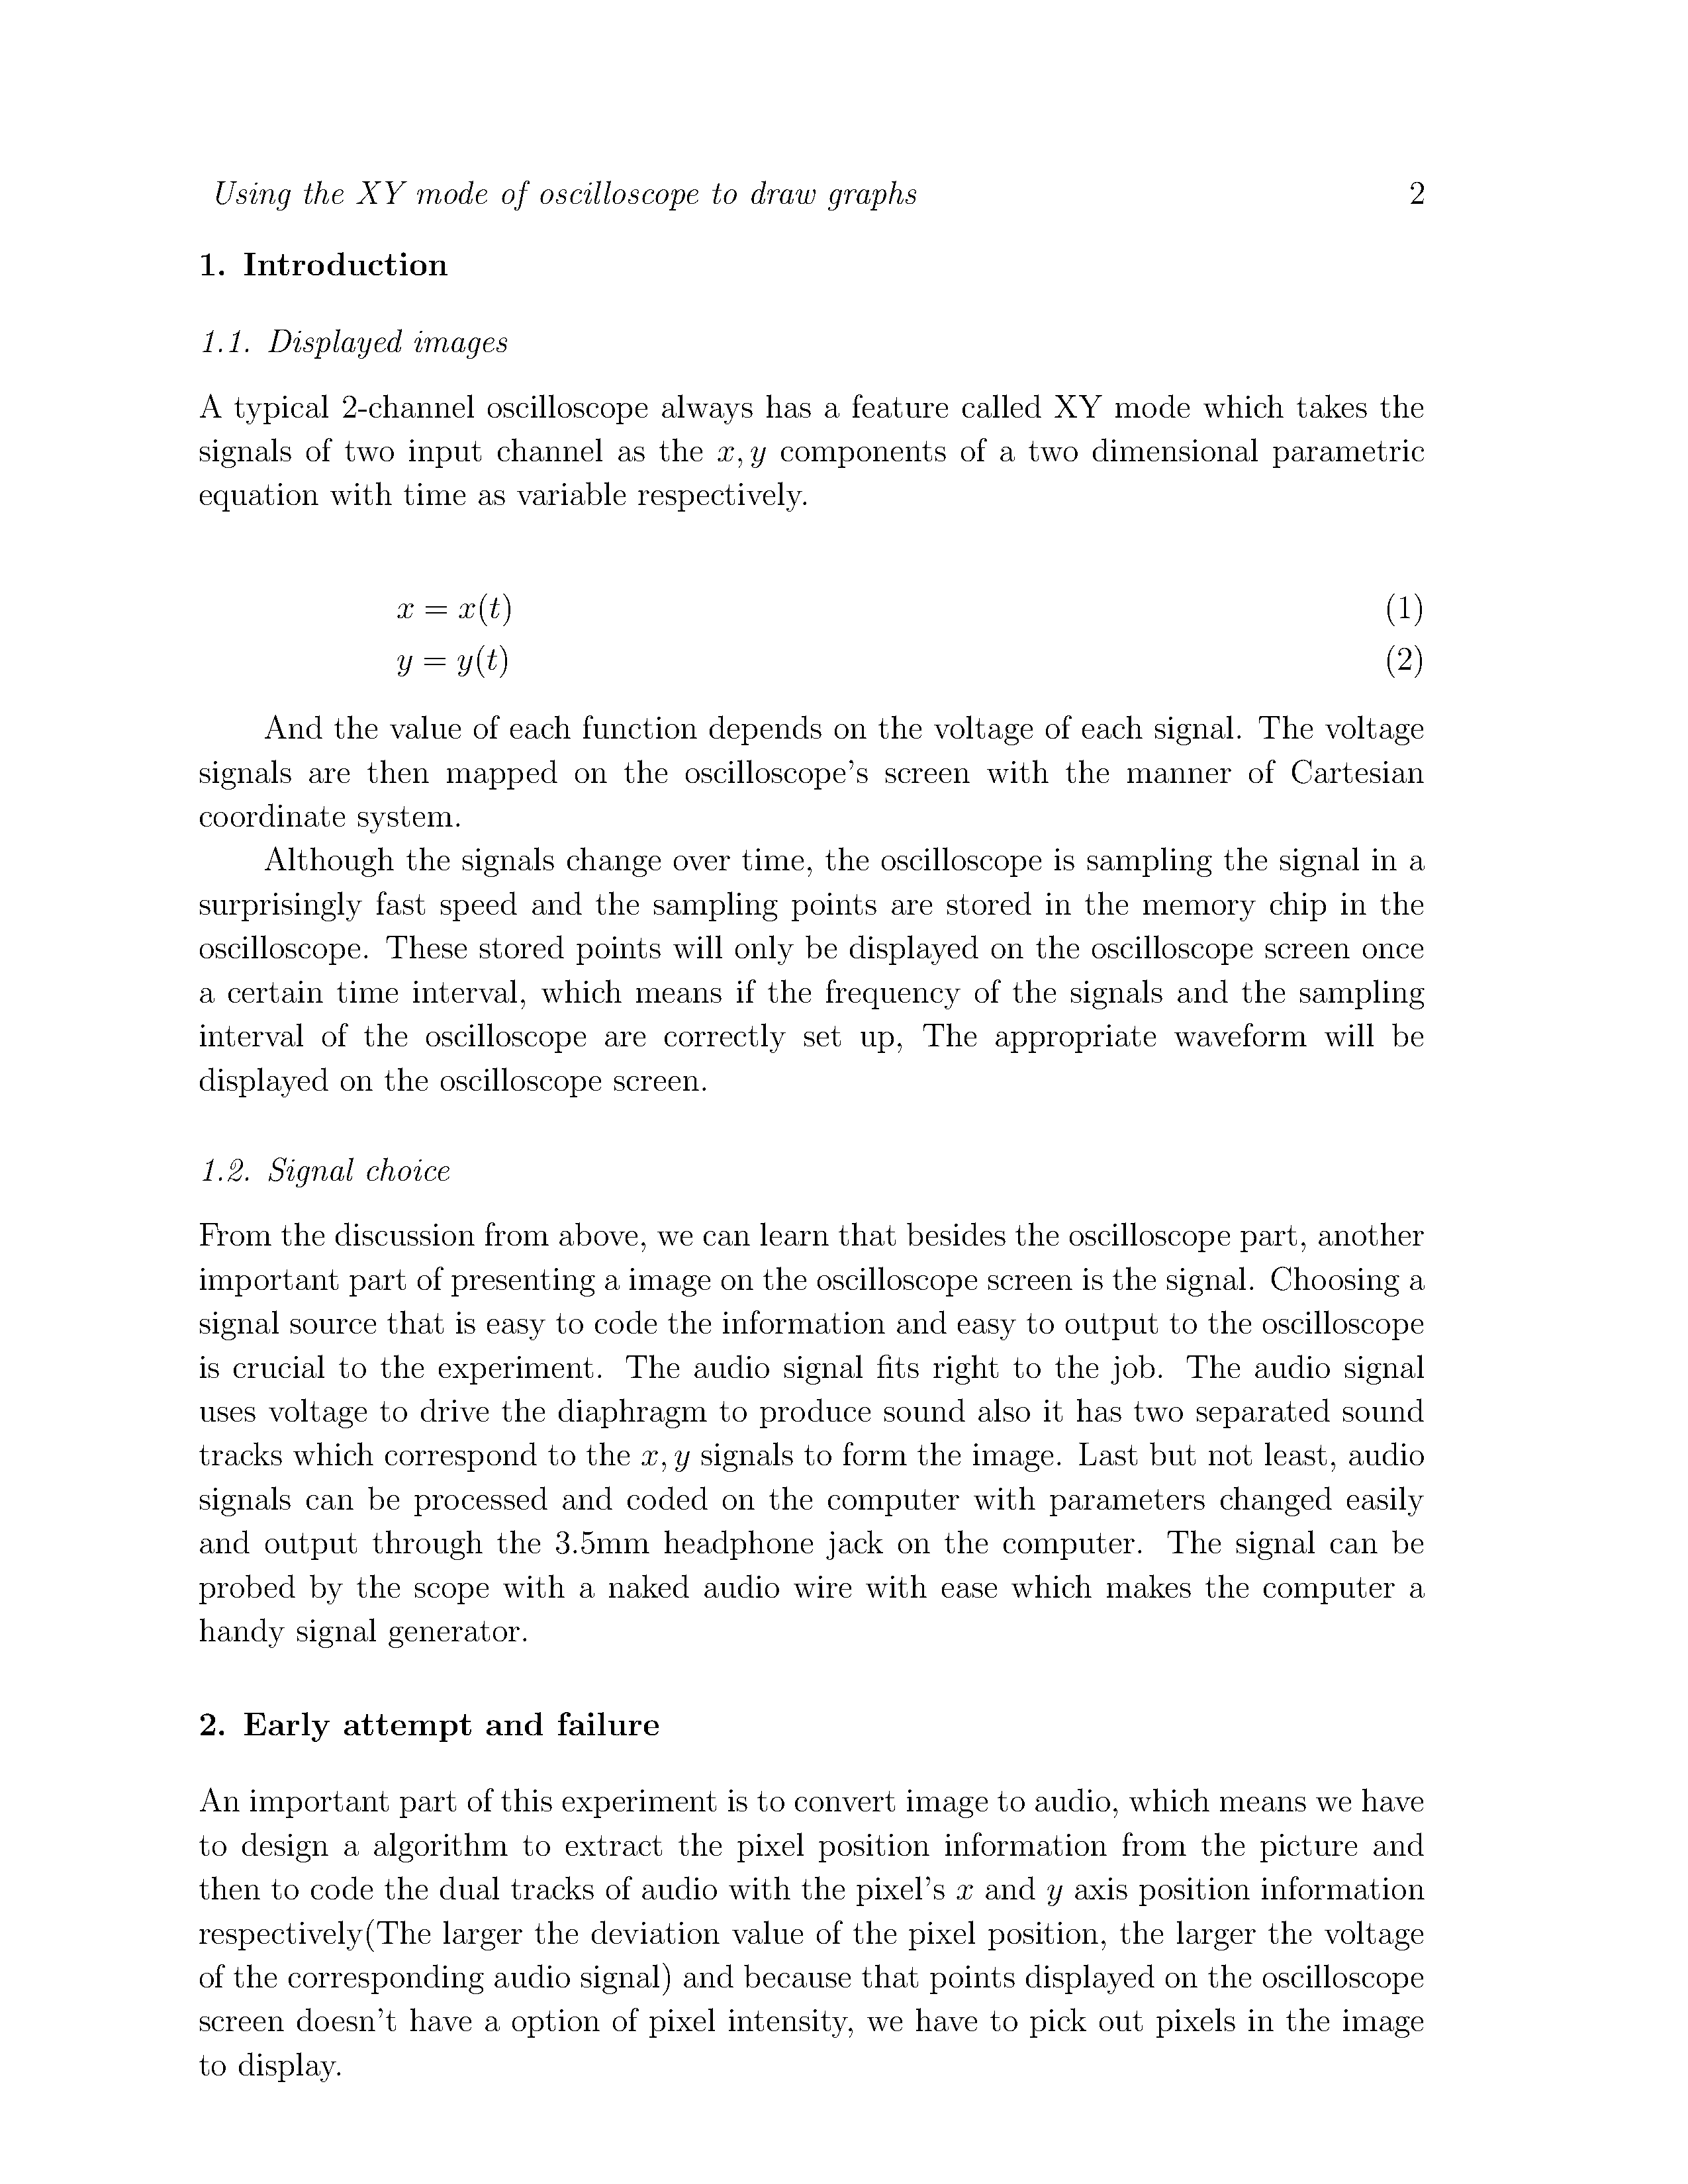 Using the XY mode of oscilloscope to draw graphs 2
1. Introduction
1.1. Displayed images
A typical 2-channel oscilloscope always has a feature called XY mode which takes the
signals of two input channel as the x, y components of a two dimensional parametric
equation with time as variable respectively.
x = x(t) (1)
y = y(t) (2)
And the value of each function depends on the voltage of each signal. The voltage
signals are then mapped on the oscilloscope's screen with the manner of Cartesian
coordinate system.
Although the signals change over time, the oscilloscope is sampling the signal in a
surprisingly fast speed and the sampling points are stored in the memory chip in the
oscilloscope. These stored points will only be displayed on the oscilloscope screen once
a certain time interval, which means if the frequency of the signals and the sampling
interval of the oscilloscope are correctly set up, The appropriate waveform will be
displayed on the oscilloscope screen.
1.2. Signal choice
From the discussion from above, we can learn that besides the oscilloscope part, another
important part of presenting a image on the oscilloscope screen is the signal. Choosing a
signal source that is easy to code the information and easy to output to the oscilloscope
is crucial to the experiment. The audio signal fits right to the job. The audio signal
uses voltage to drive the diaphragm to produce sound also it has two separated sound
tracks which correspond to the x, y signals to form the image. Last but not least, audio
signals can be processed and coded on the computer with parameters changed easily
and output through the 3.5mm headphone jack on the computer. The signal can be
probed by the scope with a naked audio wire with ease which makes the computer a
handy signal generator.
2. Early attempt and failure
An important part of this experiment is to convert image to audio, which means we have
to design a algorithm to extract the pixel position information from the picture and
then to code the dual tracks of audio with the pixel's x and y axis position information
respectively(The larger the deviation value of the pixel position, the larger the voltage
of the corresponding audio signal) and because that points displayed on the oscilloscope
screen doesn't have a option of pixel intensity, we have to pick out pixels in the image
to display.